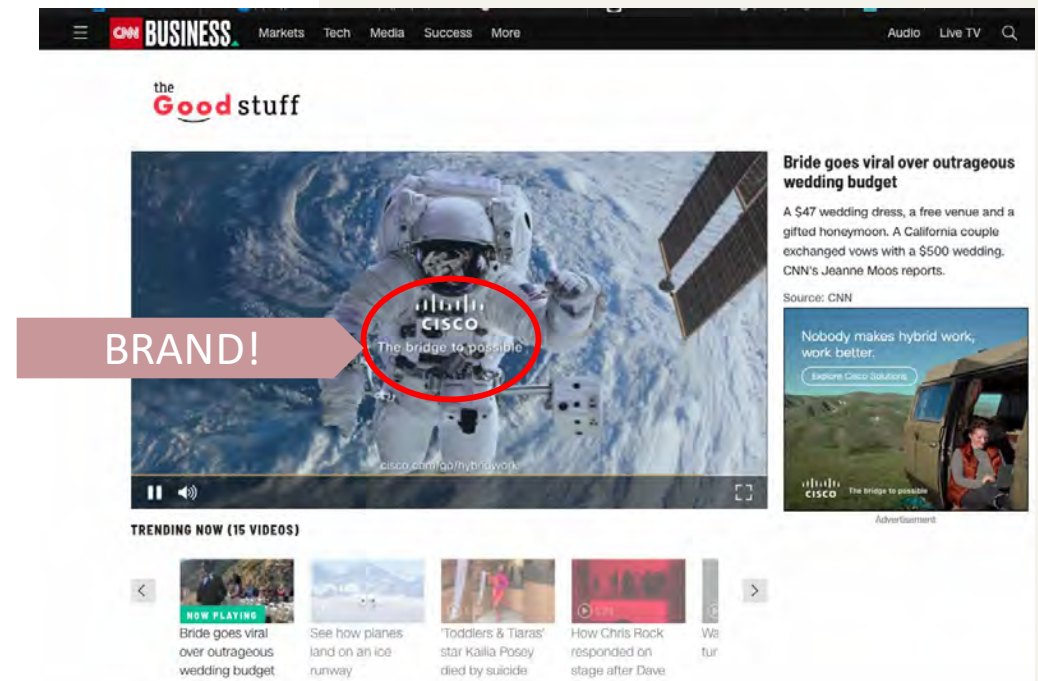 CNN BUSINESS Markets Tech Media Success More Audio Live TV
the
Good stuff
Bride goes viral over outrageous
wedding budget
A $47 wedding dress, a free venue and a
gifted honeymoon. A California couple
exchanged vows with a $500 wedding.
CNN's Jeanne Moos reports.
Source: CNN
BRAND!
CISCO
The bridge to possible
cisco.com/go/hybridwork
Nobody makes hybrid work,
work better.
Explore Cisco Solutions
CISCO The bridge to possible
Advertisement
TRENDING NOW (15 VIDEOS)
NOW PLAYING
Bride goes viral
over outrageous
wedding budget
See how planes
land on an ice
runway
'Toddlers & Tiaras'
star Kailia Posey
died by suicide
How Chris Rock
responded on
stage after Dave
Wa
tur